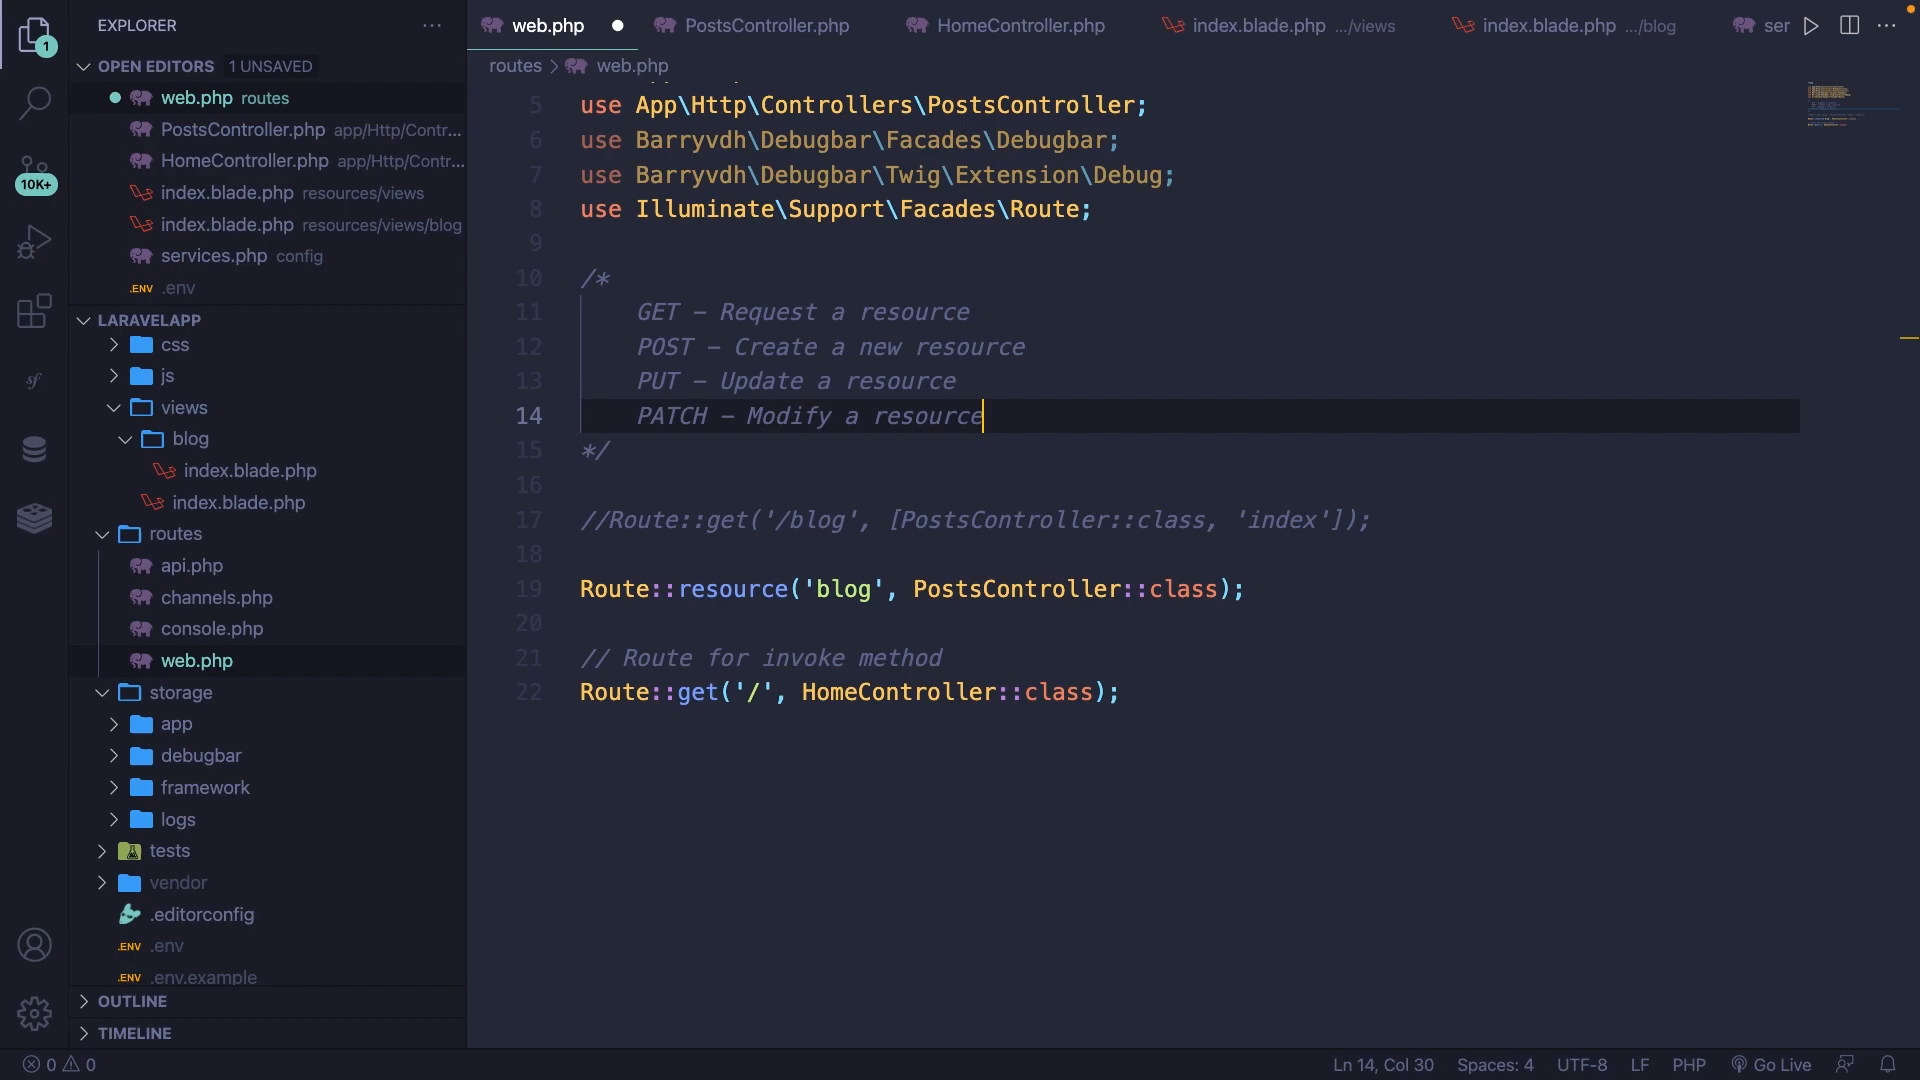 EXPLORER
OPEN EDITORS 1 UNSAVED
web.php routes
PostsController.php app/Http/Contr...
HomeController.php app/Http/Contr...
index.blade.php resources/views
index.blade.php resources/views/blog
services.php config
.ENV .env
LARAVELAPP
css
js
views
blog
index.blade.php
index.blade.php
routes
api.php
channels.php
console.php
web.php
storage
app
debugbar
framework
logs
tests
vendor
.editorconfig
.ENV .env
.ENV .env.example
OUTLINE
TIMELINE
1
10K+
sf
web.php PostsController.php HomeController.php index.blade.php .../views index.blade.php .../blog ser
routes > web.php
5 use App\Http\Controllers\PostsController;
6 use Barryvdh\Debugbar\Facades\Debugbar;
7 use Barryvdh\Debugbar\Twig\Extension\Debug;
8 use Illuminate\Support\Facades\Route;
9
10 /*
11 GET – Request a resource
12 POST – Create a new resource
13 PUT – Update a resource
14 PATCH – Modify a resource
15 */
16
17 //Route::get('/blog', [PostsController::class, 'index']);
18
19 Route::resource('blog', PostsController::class);
20
21 // Route for invoke method
22 Route::get('/', HomeController::class);
0 0
Ln 14, Col 30 Spaces: 4 UTF-8 LF PHP Go Live